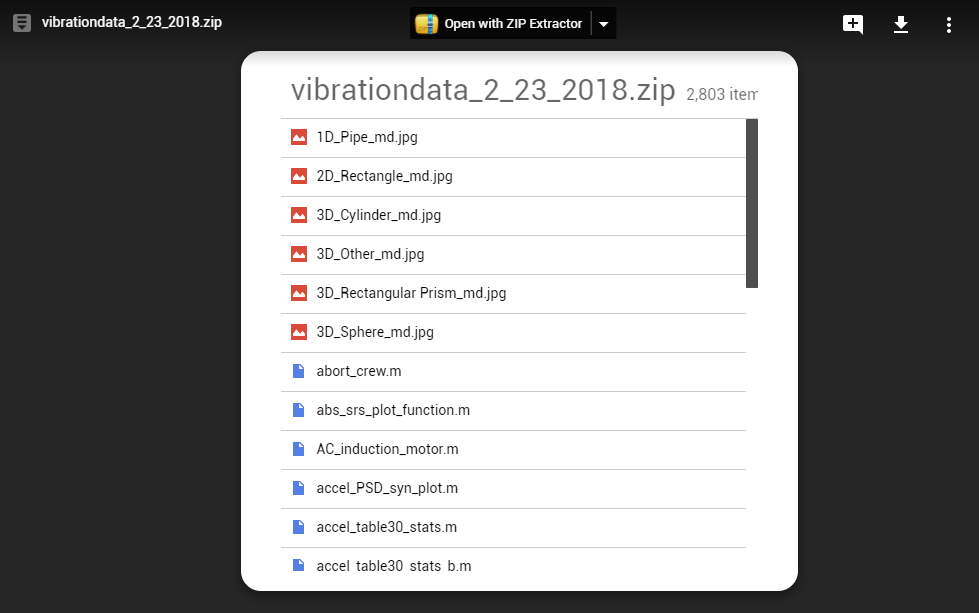 vibrationdata_2_23_2018.zip
Open with ZIP Extractor
vibrationdata_2_23_2018.zip 2,803 item
1D_Pipe_md.jpg
2D_Rectangle_md.jpg
3D_Cylinder_md.jpg
3D_Other_md.jpg
3D_Rectangular Prism_md.jpg
3D_Sphere_md.jpg
abort_crew.m
abs_srs_plot_function.m
AC_induction_motor.m
accel_PSD_syn_plot.m
accel_table30_stats.m
accel_table30_stats_b.m